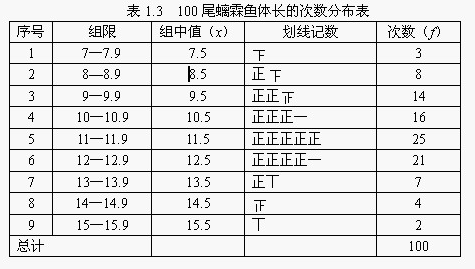 表 1.3 100 尾蟎霖鱼体长的次数分布表
序号 组限 组中值（x） 划线记数 次数（f）
1 7—7.9 7.5 下 3
2 8—8.9 8.5 正下 8
3 9—9.9 9.5 正正 14
4 10—10.9 10.5 正正正一 16
5 11—11.9 11.5 正正正正正 25
6 12—12.9 12.5 正正正正一 21
7 13—13.9 13.5 正丅 7
8 14—14.9 14.5 4
9 15—15.9 15.5 丅 2
总计 100